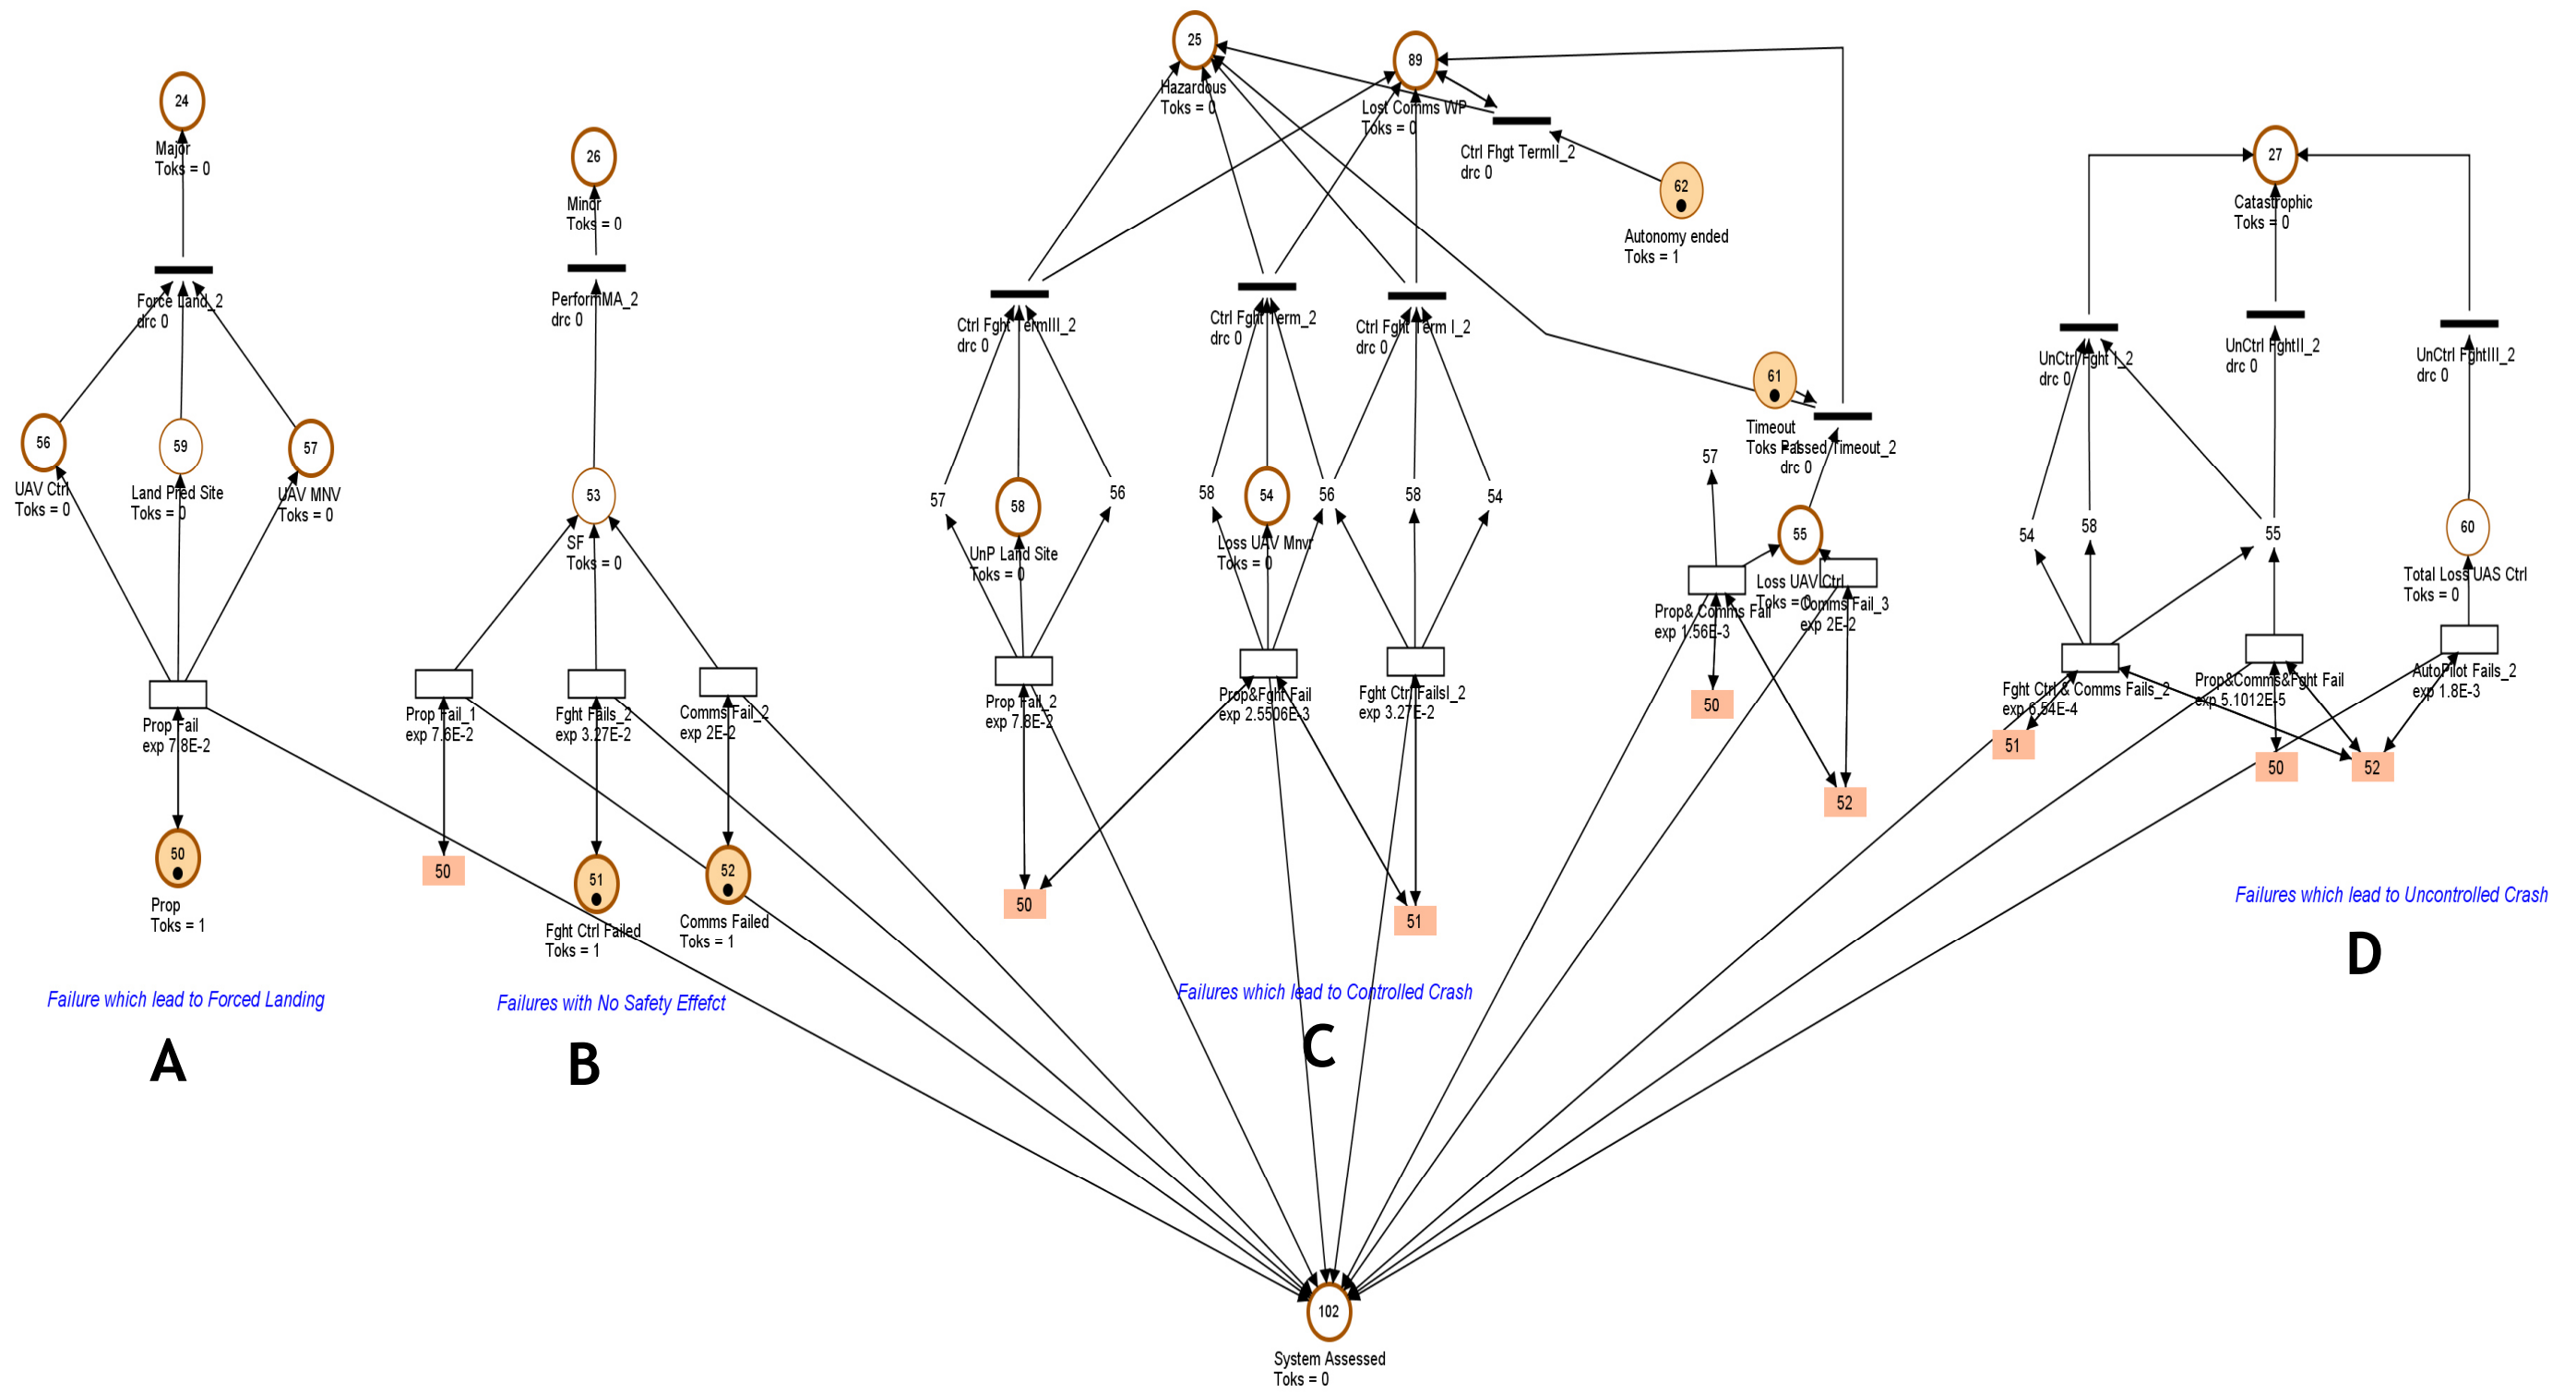 24
Major
Toks = 0
Force Land_2
drc 0
56
UAV Ctrl
Toks = 0
59
Land Pred Site
Toks = 0
57
UAV MNV
Toks = 0
Prop Fail
exp 7.8E-2
50
Prop
Toks = 1
Failure which lead to Forced Landing
A
26
Minor
Toks = 0
PerformMA_2
drc 0
53
SF
Toks = 0
Prop Fail_1
exp 7.6E-2
Fght Fails_2
exp 3.27E-2
Comms Fail_2
exp 2E-2
50
51
Fght Ctrl Failed
Toks = 1
52
Comms Failed
Toks = 1
Failures with No Safety Effefct
B
25
Hazardous
Toks = 0
89
Lost Comms WP
Toks = 0
Ctrl Fhgt TermII_2
drc 0
62
Autonomy ended
Toks = 1
Ctrl Fght TermIII_2
drc 0
Ctrl Fght Term_2
drc 0
Ctrl Fght Term I_2
drc 0
61
Timeout
Toks = 1
Passed Timeout_2
drc 0
57
58
UnP Land Site
Toks = 0
56
58
54
Loss UAV Mnvr
Toks = 0
56
58
54
57
55
Loss UAV Ctrl
Toks = 0
Prop Fail_2
exp 7.8E-2
Prop&Fght Fail
exp 2.5506E-3
Fght Ctrl FailsI_2
exp 3.27E-2
Prop& Comms Fail
exp 1.56E-3
Comms Fail_3
exp 2E-2
50
51
50
52
Failures which lead to Controlled Crash
C
27
Catastrophic
Toks = 0
UnCtrl Fght I_2
drc 0
UnCtrl FghtII_2
drc 0
UnCtrl FghtIII_2
drc 0
54
58
55
60
Total Loss UAS Ctrl
Toks = 0
Fght Ctrl & Comms Fails_2
exp 6.54E-4
Prop&Comms&Fght Fail
exp 5.1012E-5
AutoPilot Fails_2
exp 1.8E-3
51
50
52
Failures which lead to Uncontrolled Crash
D
102
System Assessed
Toks = 0